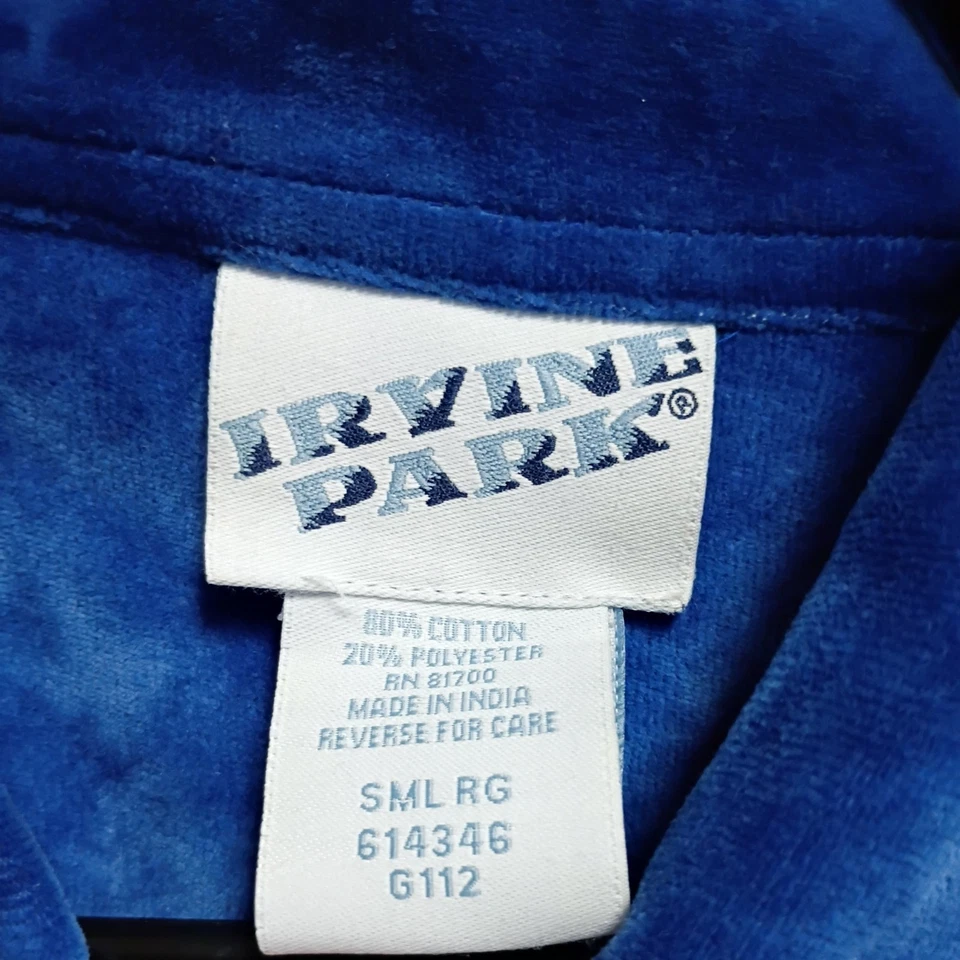 IRVINE
PARK®
80% COTTON
20% POLYESTER
RN 81700
MADE IN INDIA
REVERSE FOR CARE
SML RG
614346
G112